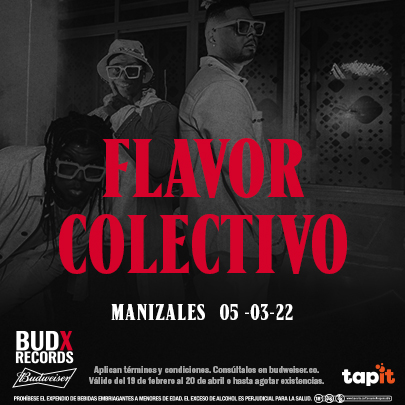 FLAVOR
COLECTIVO
MANIZALES 05 -03-22
BUDX
RECORDS
Budweiser
Aplican términos y condiciones. Consúltalos en budweiser.co.
Válido del 19 de febrero al 20 de abril o hasta agotar existencias.
tapit
PROHÍBESE EL EXPENDIO DE BEBIDAS EMBRIAGANTES A MENORES DE EDAD. EL EXCESO DE ALCOHOL ES PERJUDICIAL PARA LA SALUD.